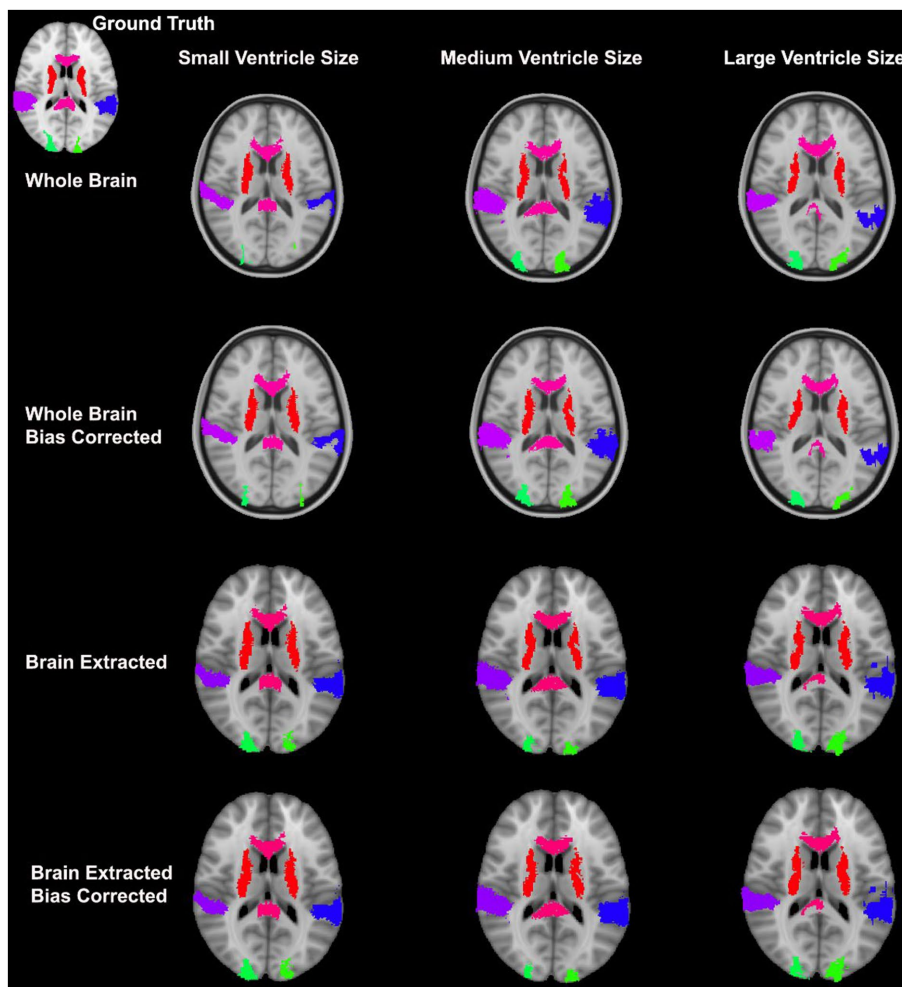 Ground Truth
Small Ventricle Size
Medium Ventricle Size
Large Ventricle Size
Whole Brain
Whole Brain
Bias Corrected
Brain Extracted
Brain Extracted
Bias Corrected